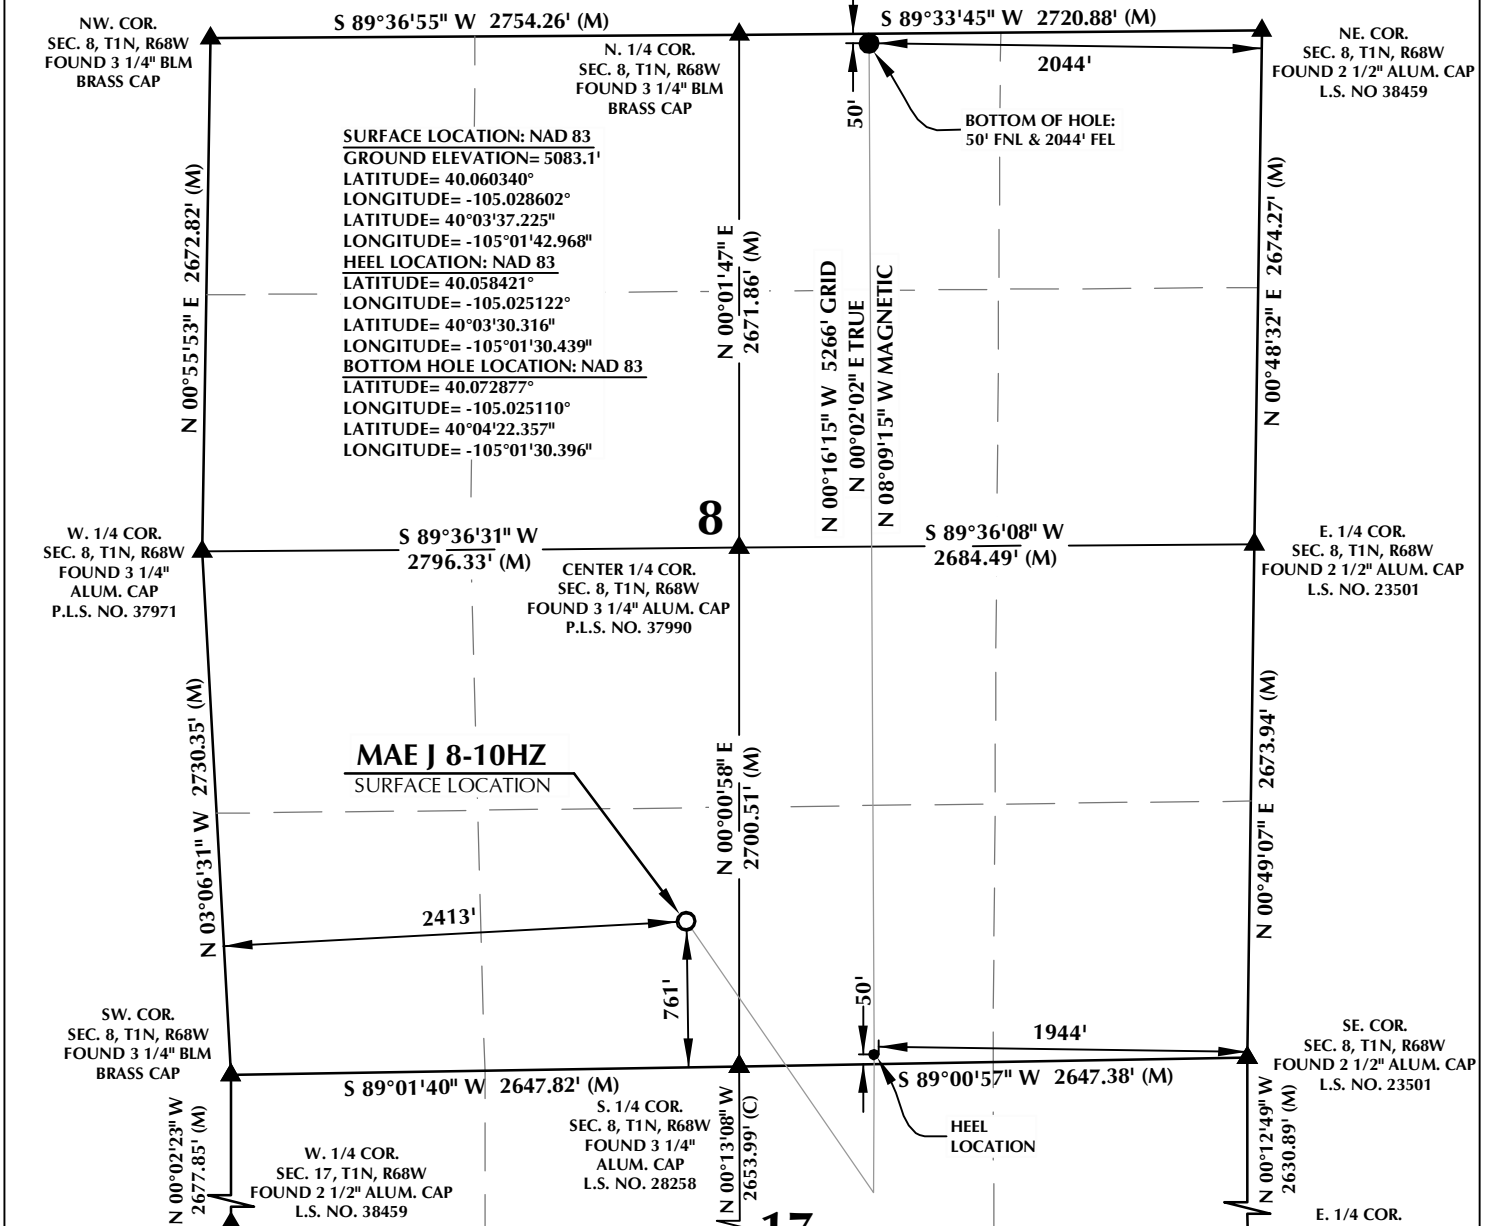 S 89°36'55" W 2754.26' (M)
S 89°33'45" W 2720.88' (M)
NW. COR.
SEC. 8, T1N, R68W
FOUND 3 1/4" BLM
BRASS CAP
N. 1/4 COR.
SEC. 8, T1N, R68W
FOUND 3 1/4" BLM
BRASS CAP
NE. COR.
SEC. 8, T1N, R68W
FOUND 2 1/2" ALUM. CAP
L.S. NO 38459
2044'
50'
BOTTOM OF HOLE:
50' FNL & 2044' FEL
SURFACE LOCATION: NAD 83
GROUND ELEVATION= 5083.1'
LATITUDE= 40.060340°
LONGITUDE= -105.028602°
LATITUDE= 40°03'37.225"
LONGITUDE= -105°01'42.968"
HEEL LOCATION: NAD 83
LATITUDE= 40.058421°
LONGITUDE= -105.025122°
LATITUDE= 40°03'30.316"
LONGITUDE= -105°01'30.439"
BOTTOM HOLE LOCATION: NAD 83
LATITUDE= 40.072877°
LONGITUDE= -105.025110°
LATITUDE= 40°04'22.357"
LONGITUDE= -105°01'30.396"
N 00°55'53" E 2672.82' (M)
N 00°01'47" E
2671.86' (M)
N 00°16'15" W 5266' GRID
N 00°02'02" E TRUE
N 08°09'15" W MAGNETIC
N 00°48'32" E 2674.27' (M)
8
W. 1/4 COR.
SEC. 8, T1N, R68W
FOUND 3 1/4"
ALUM. CAP
P.L.S. NO. 37971
S 89°36'31" W
2796.33' (M)
CENTER 1/4 COR.
SEC. 8, T1N, R68W
FOUND 3 1/4" ALUM. CAP
P.L.S. NO. 37990
S 89°36'08" W
2684.49' (M)
E. 1/4 COR.
SEC. 8, T1N, R68W
FOUND 2 1/2" ALUM. CAP
L.S. NO. 23501
N 03°06'31" W 2730.35' (M)
MAE J 8-10HZ
SURFACE LOCATION
N 00°00'58" E
2700.51' (M)
N 00°49'07" E 2673.94' (M)
2413'
761'
50'
1944'
SW. COR.
SEC. 8, T1N, R68W
FOUND 3 1/4" BLM
BRASS CAP
SE. COR.
SEC. 8, T1N, R68W
FOUND 2 1/2" ALUM. CAP
L.S. NO. 23501
S 89°01'40" W 2647.82' (M)
S 89°00'57" W 2647.38' (M)
S. 1/4 COR.
SEC. 8, T1N, R68W
FOUND 3 1/4"
ALUM. CAP
L.S. NO. 28258
HEEL
LOCATION
N 00°02'23" W
2677.85' (M)
W. 1/4 COR.
SEC. 17, T1N, R68W
FOUND 2 1/2" ALUM. CAP
L.S. NO. 38459
N 00°13'08" W
2653.99' (C)
N 00°12'49" W
2630.89' (M)
17
E. 1/4 COR.